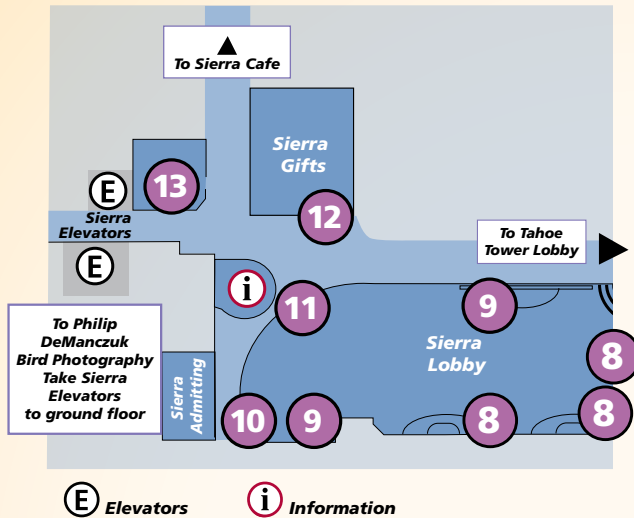 To Sierra Cafe
Sierra
Gifts
13
E
12
Sierra
Elevators
To Tahoe
Tower Lobby
E
i
11
9
To Philip
DeManczuk
Bird Photography
Take Sierra
Elevators
to ground floor
Sierra
Lobby
8
Sierra
Admitting
10
9
8
8
E Elevators
i Information